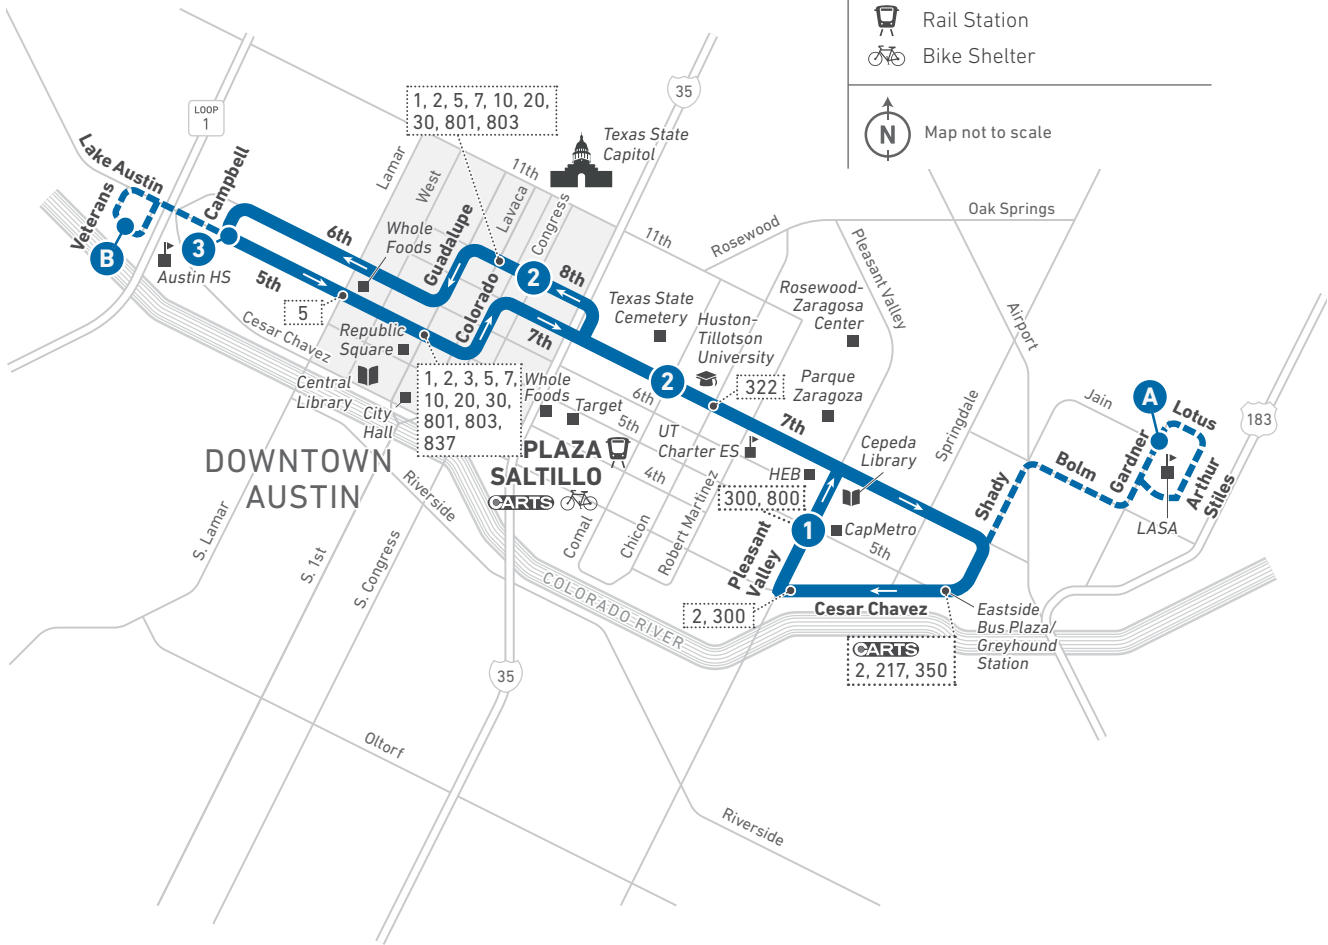 Rail Station
Bike Shelter
N
Map not to scale
35
LOOP
1
1, 2, 5, 7, 10, 20,
30, 801, 803
Texas State
Capitol
Lake Austin
Veterans
Campbell
Lamar
West
11th
Lavaca
Congress
Guadalupe
Whole
Foods
6th
5th
3
B
Austin HS
2
8th
11th
Rosewood
Oak Springs
Pleasant Valley
Airport
5
Cesar Chavez
Republic
Square
Colorado
7th
Texas State
Cemetery
Huston-
Tillotson
University
Rosewood-
Zaragosa
Center
Central
Library
City
Hall
1, 2, 3, 5, 7,
10, 20, 30,
801, 803,
837
Whole
Foods
Target
2
6th
5th
4th
322
7th
Parque
Zaragoza
Springdale
Jain
A
Lotus
183
DOWNTOWN
AUSTIN
PLAZA
SALTILLO
CARTS
UT
Charter ES
HEB
Cepeda
Library
Shady
Bolm
Gardner
Arthur
Stiles
LASA
Riverside
300, 800
1
CapMetro
5th
Comal
Chicon
Robert Martinez
Pleasant
Valley
S. Lamar
S. 1st
S. Congress
COLORADO RIVER
2, 300
Cesar Chavez
Eastside
Bus Plaza/
Greyhound
Station
CARTS
2, 217, 350
35
Oltorf
Riverside